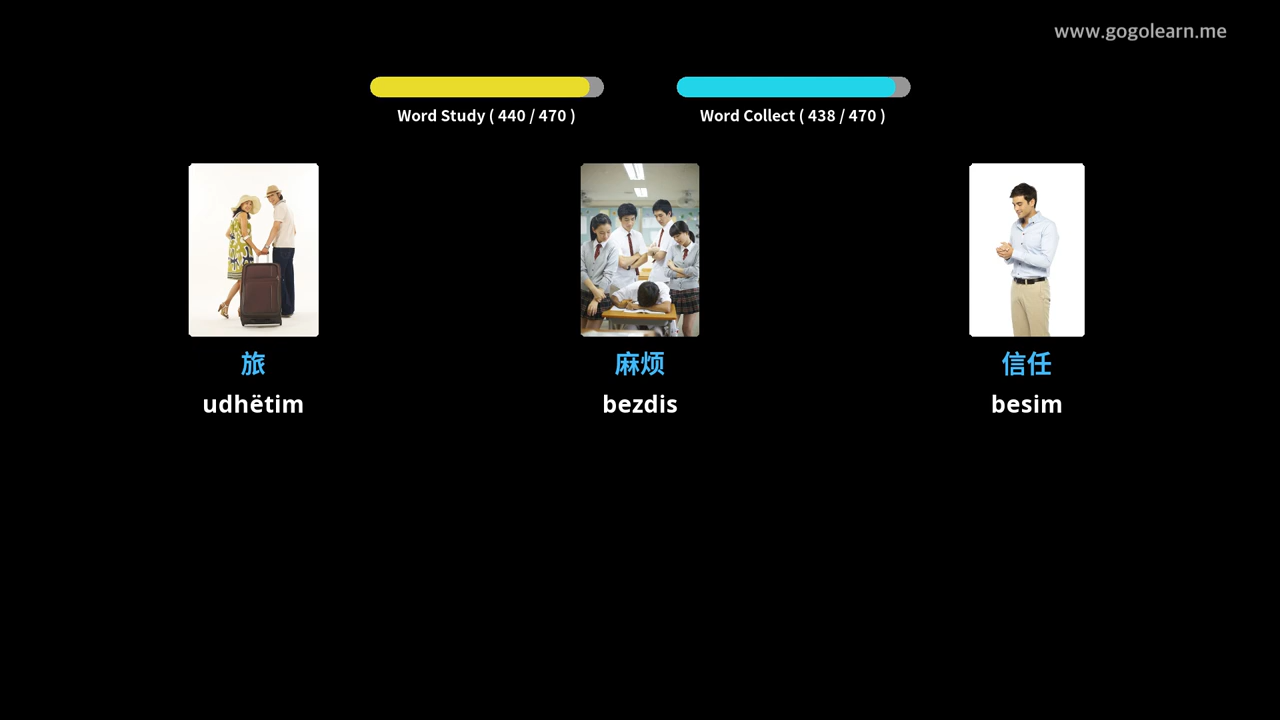 www.gogolearn.me
Word Study ( 440 / 470 )
Word Collect ( 438 / 470 )
旅
麻烦
信任
udhëtim
bezdis
besim